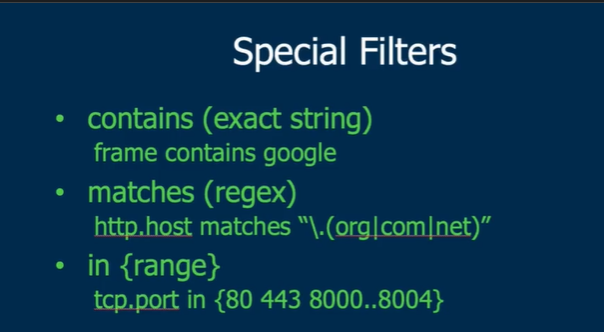 Special Filters
• contains (exact string)
frame contains google
• matches (regex)
http.host matches “\.(org|com|net)”
• in {range}
tcp.port in {80 443 8000..8004}